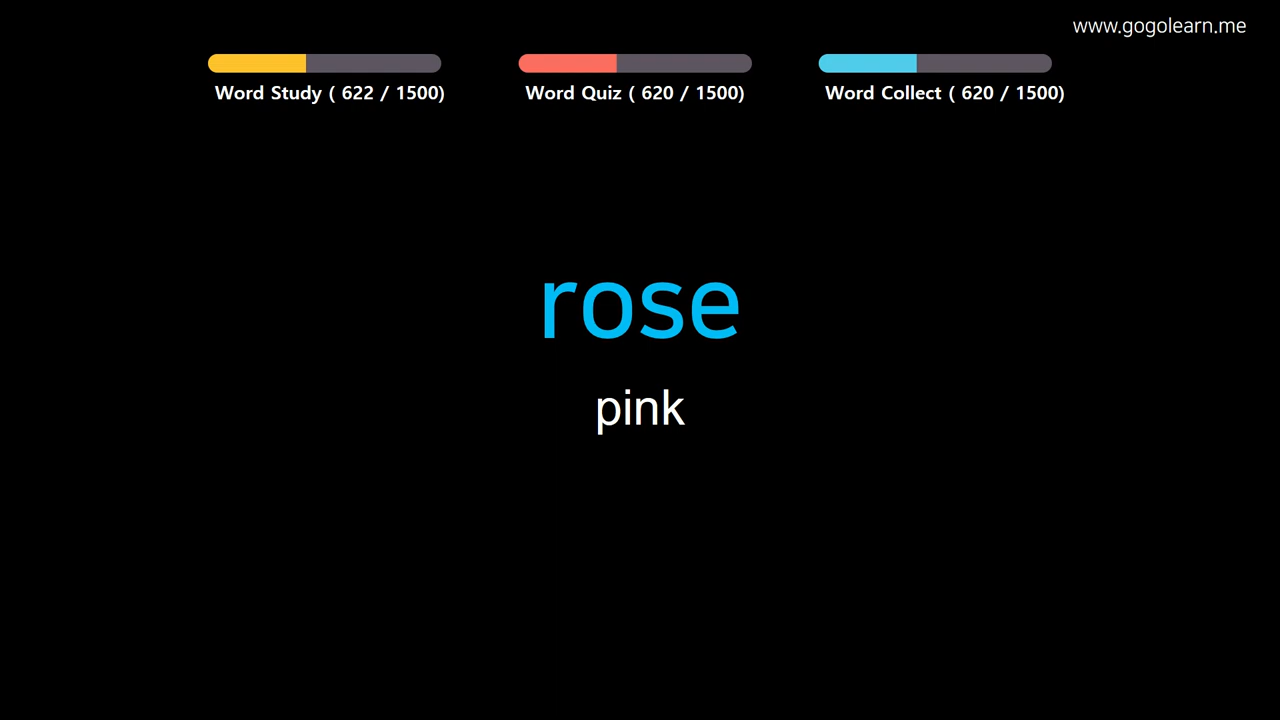 www.gogolearn.me
Word Study ( 622 / 1500)
Word Quiz ( 620 / 1500)
Word Collect ( 620 / 1500)
rose
pink